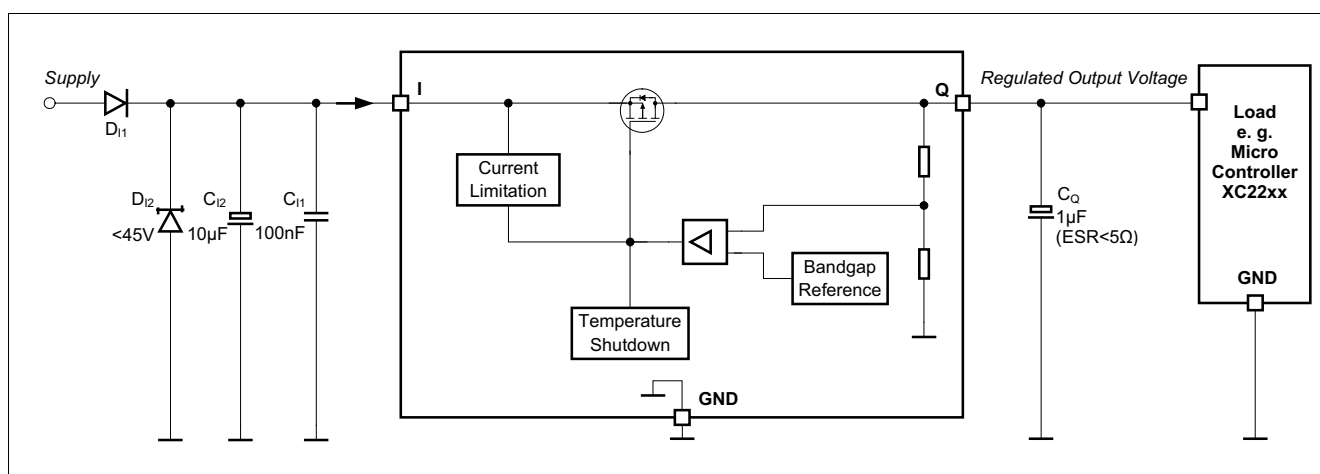 Supply
D_I1
D_I2
<45V
C_I2
10µF
C_I1
100nF
I
Current
Limitation
Temperature
Shutdown
Bandgap
Reference
GND
Q
Regulated Output Voltage
C_Q
1µF
(ESR<5Ω)
Load
e. g.
Micro
Controller
XC22xx
GND